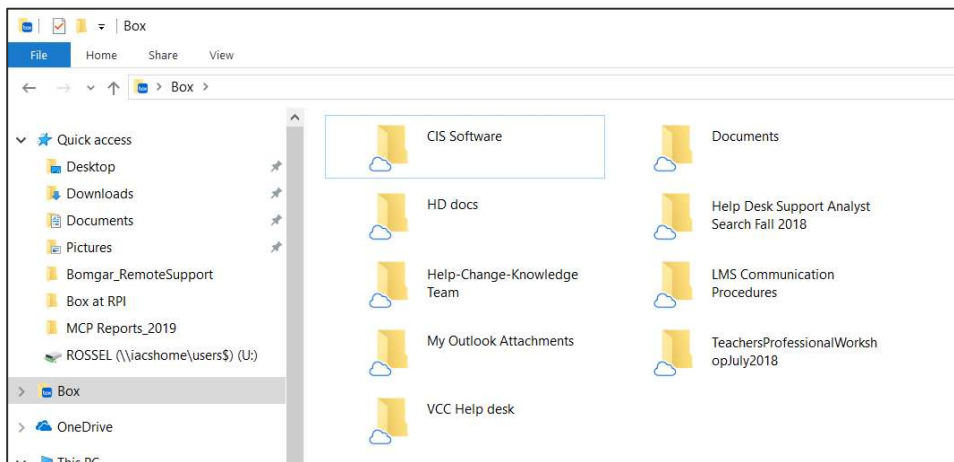 Box
File Home Share View
Box
Quick access
Desktop
Downloads
Documents
Pictures
Bomgar_RemoteSupport
Box at RPI
MCP Reports_2019
ROSSEL (\\iacshome\users$) (U:)
Box
OneDrive
This PC
CIS Software
Documents
HD docs
Help Desk Support Analyst
Search Fall 2018
Help-Change-Knowledge
Team
LMS Communication
Procedures
My Outlook Attachments
TeachersProfessionalWorksh
opJuly2018
VCC Help desk